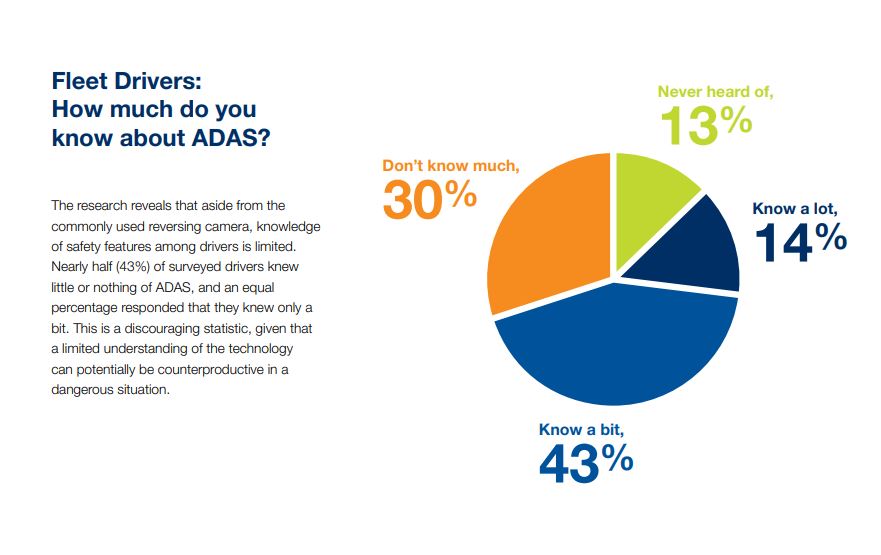 Fleet Drivers:
How much do you
know about ADAS?
The research reveals that aside from the
commonly used reversing camera, knowledge
of safety features among drivers is limited.
Nearly half (43%) of surveyed drivers knew
little or nothing of ADAS, and an equal
percentage responded that they knew only a
bit. This is a discouraging statistic, given that
a limited understanding of the technology
can potentially be counterproductive in a
dangerous situation.
Never heard of,
13%
Don’t know much,
30%
Know a lot,
14%
Know a bit,
43%